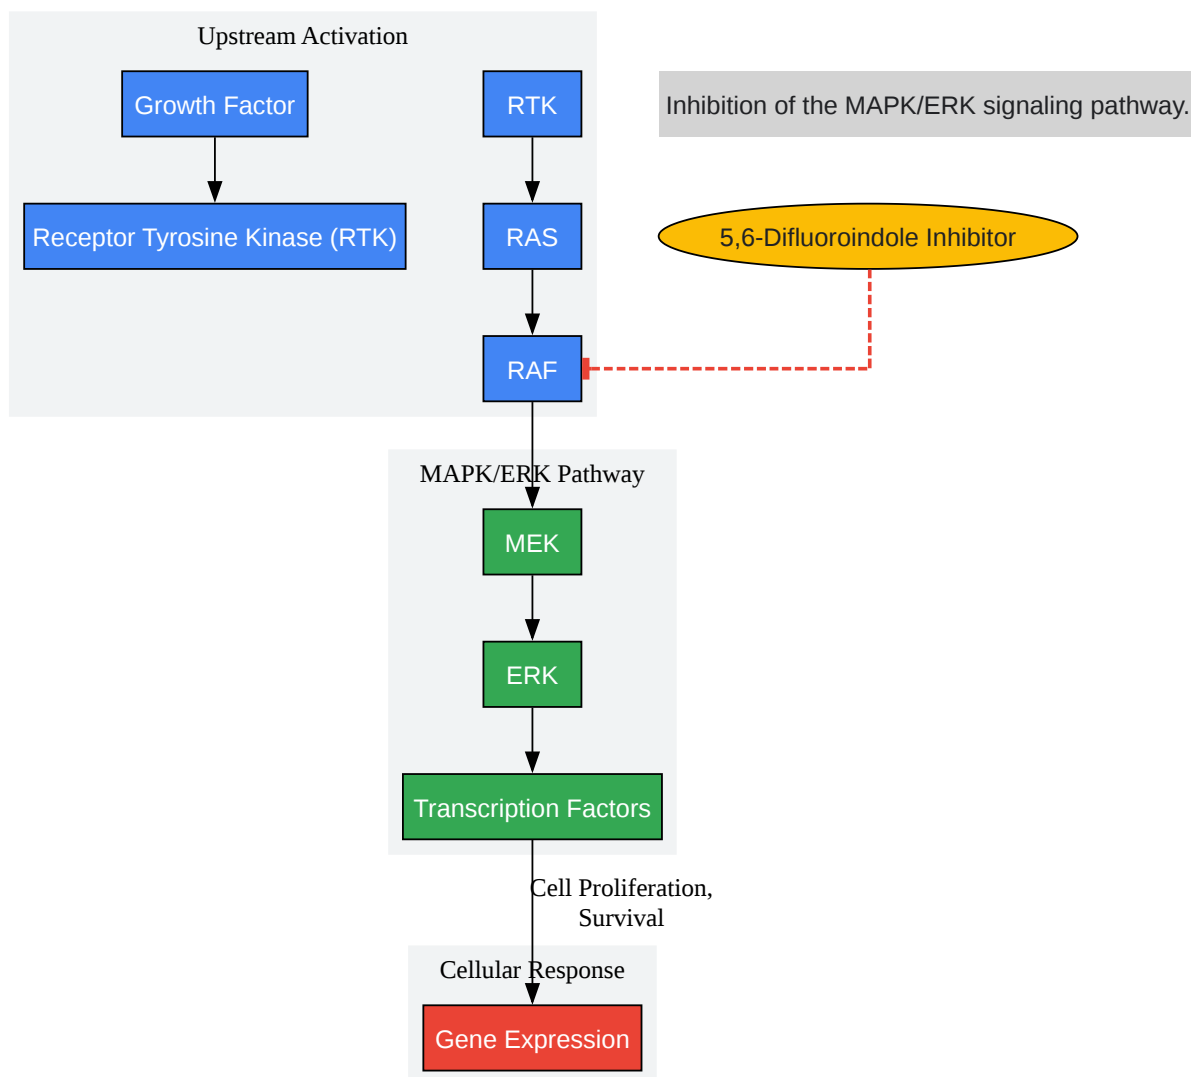 Upstream Activation
Growth Factor
RTK
Inhibition of the MAPK/ERK signaling pathway.
Receptor Tyrosine Kinase (RTK)
RAS
5,6-Difluoroindole Inhibitor
RAF
MAPK/ERK Pathway
MEK
ERK
Transcription Factors
Cell Proliferation,
Survival
Cellular Response
Gene Expression